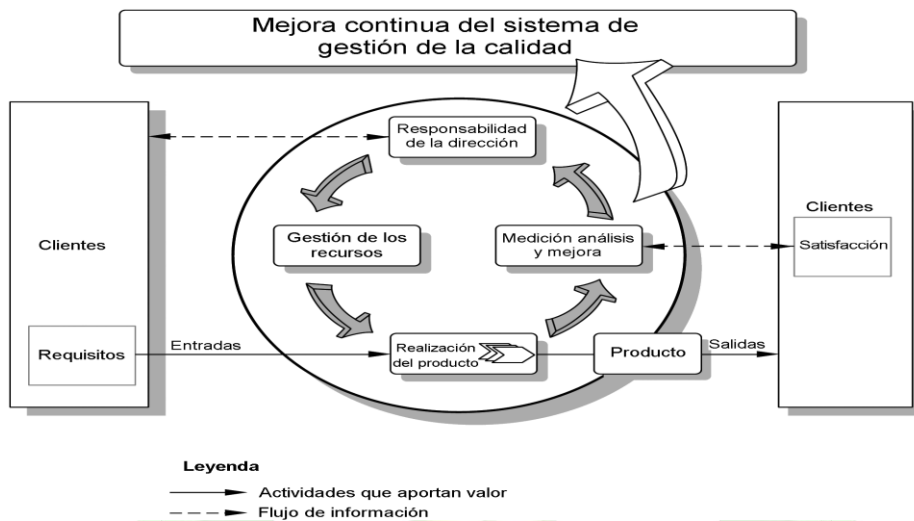 Mejora continua del sistema de
gestión de la calidad
Responsabilidad
de la dirección
Clientes
Gestión de los
recursos
Medición análisis
y mejora
Clientes
Satisfacción
Requisitos
Entradas
Realización
del producto
Producto
Salidas
Leyenda
Actividades que aportan valor
Flujo de información